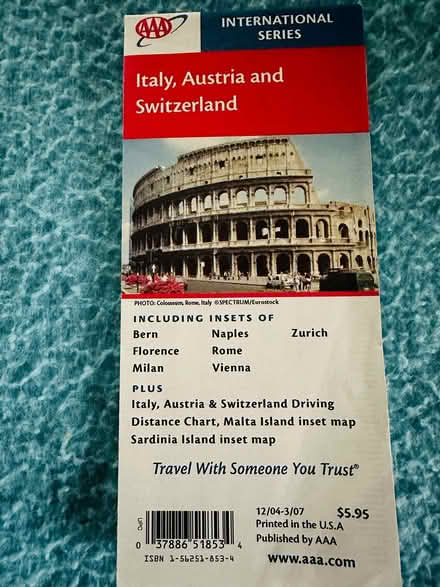 AAA
INTERNATIONAL
SERIES
Italy, Austria and
Switzerland
PHOTO: Colosseum, Rome, Italy ©SPECTRUM/Eurostock
INCLUDING INSETS OF
Bern Naples Zurich
Florence Rome
Milan Vienna
PLUS
Italy, Austria & Switzerland Driving
Distance Chart, Malta Island inset map
Sardinia Island inset map
Travel With Someone You Trust®
UPC
0 37886 51853 4
ISBN 1-56251-853-4
12/04-3/07 $5.95
Printed in the U.S.A
Published by AAA
www.aaa.com